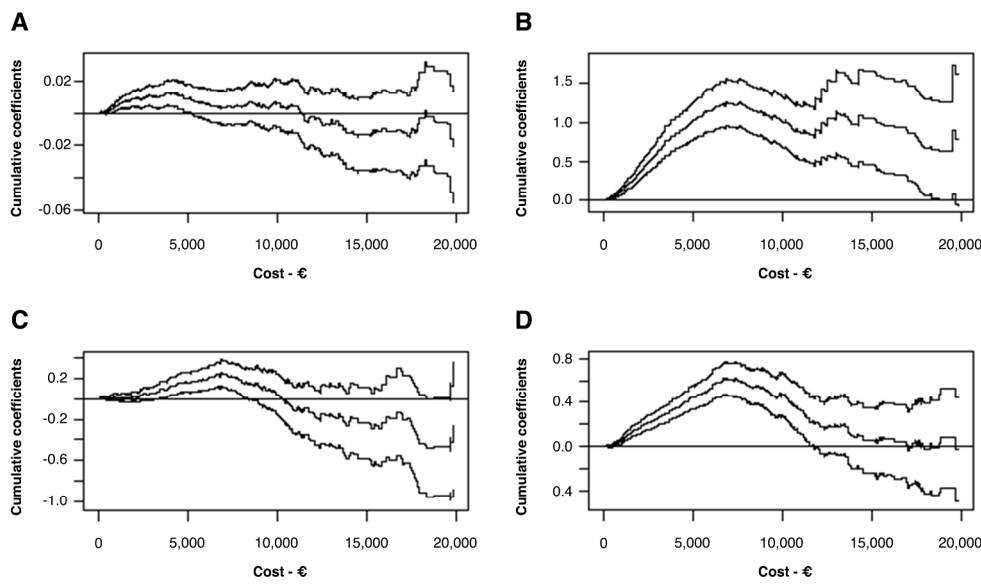 A
Cumulative coefficients
0.02
-0.02
-0.06
0
5,000
10,000
15,000
20,000
Cost - €
B
Cumulative coefficients
1.5
1.0
0.5
0.0
0
5,000
10,000
15,000
20,000
Cost - €
C
Cumulative coefficients
0.2
-0.2
-0.6
-1.0
0
5,000
10,000
15,000
20,000
Cost - €
D
Cumulative coefficients
0.8
0.4
0.0
0.4
0
5,000
10,000
15,000
20,000
Cost - €